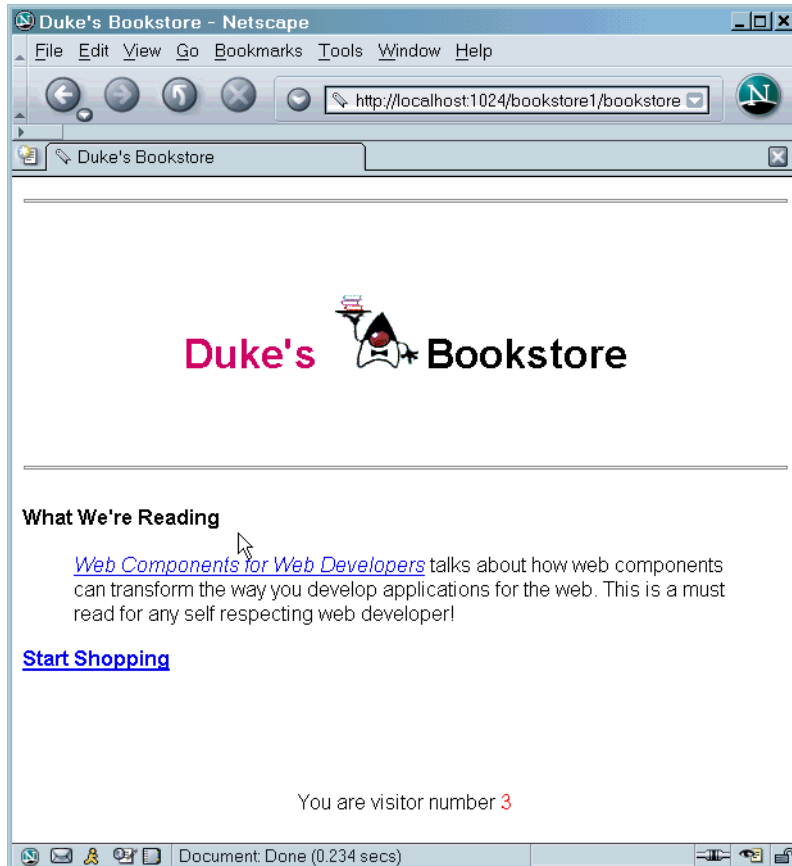 Duke's Bookstore - Netscape
File Edit View Go Bookmarks Tools Window Help
http://localhost:1024/bookstore1/bookstore
N
Duke's Bookstore
Duke's Bookstore
What We're Reading
Web Components for Web Developers talks about how web components
can transform the way you develop applications for the web. This is a must
read for any self respecting web developer!
Start Shopping
You are visitor number 3
Document: Done (0.234 secs)